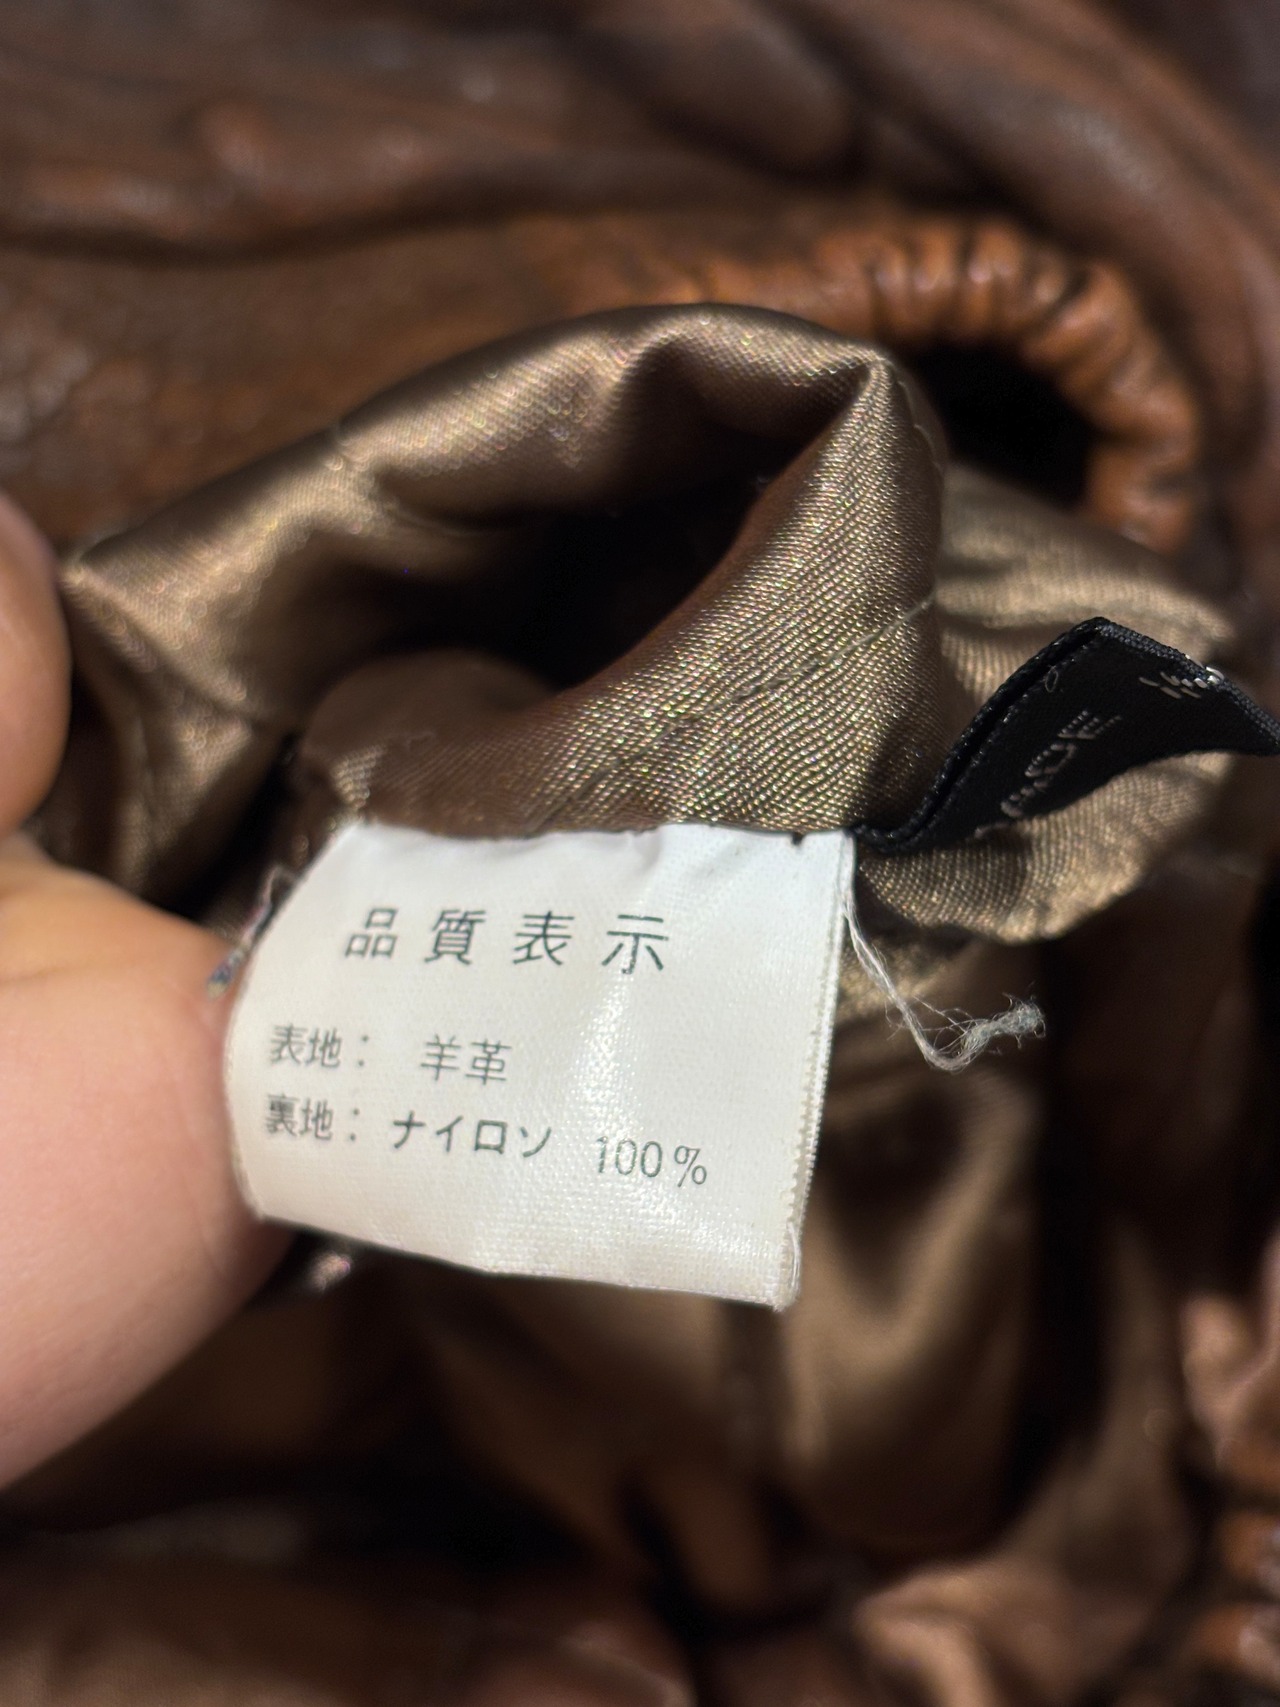 品質表示
表地： 羊革
裏地： ナイロン 100%